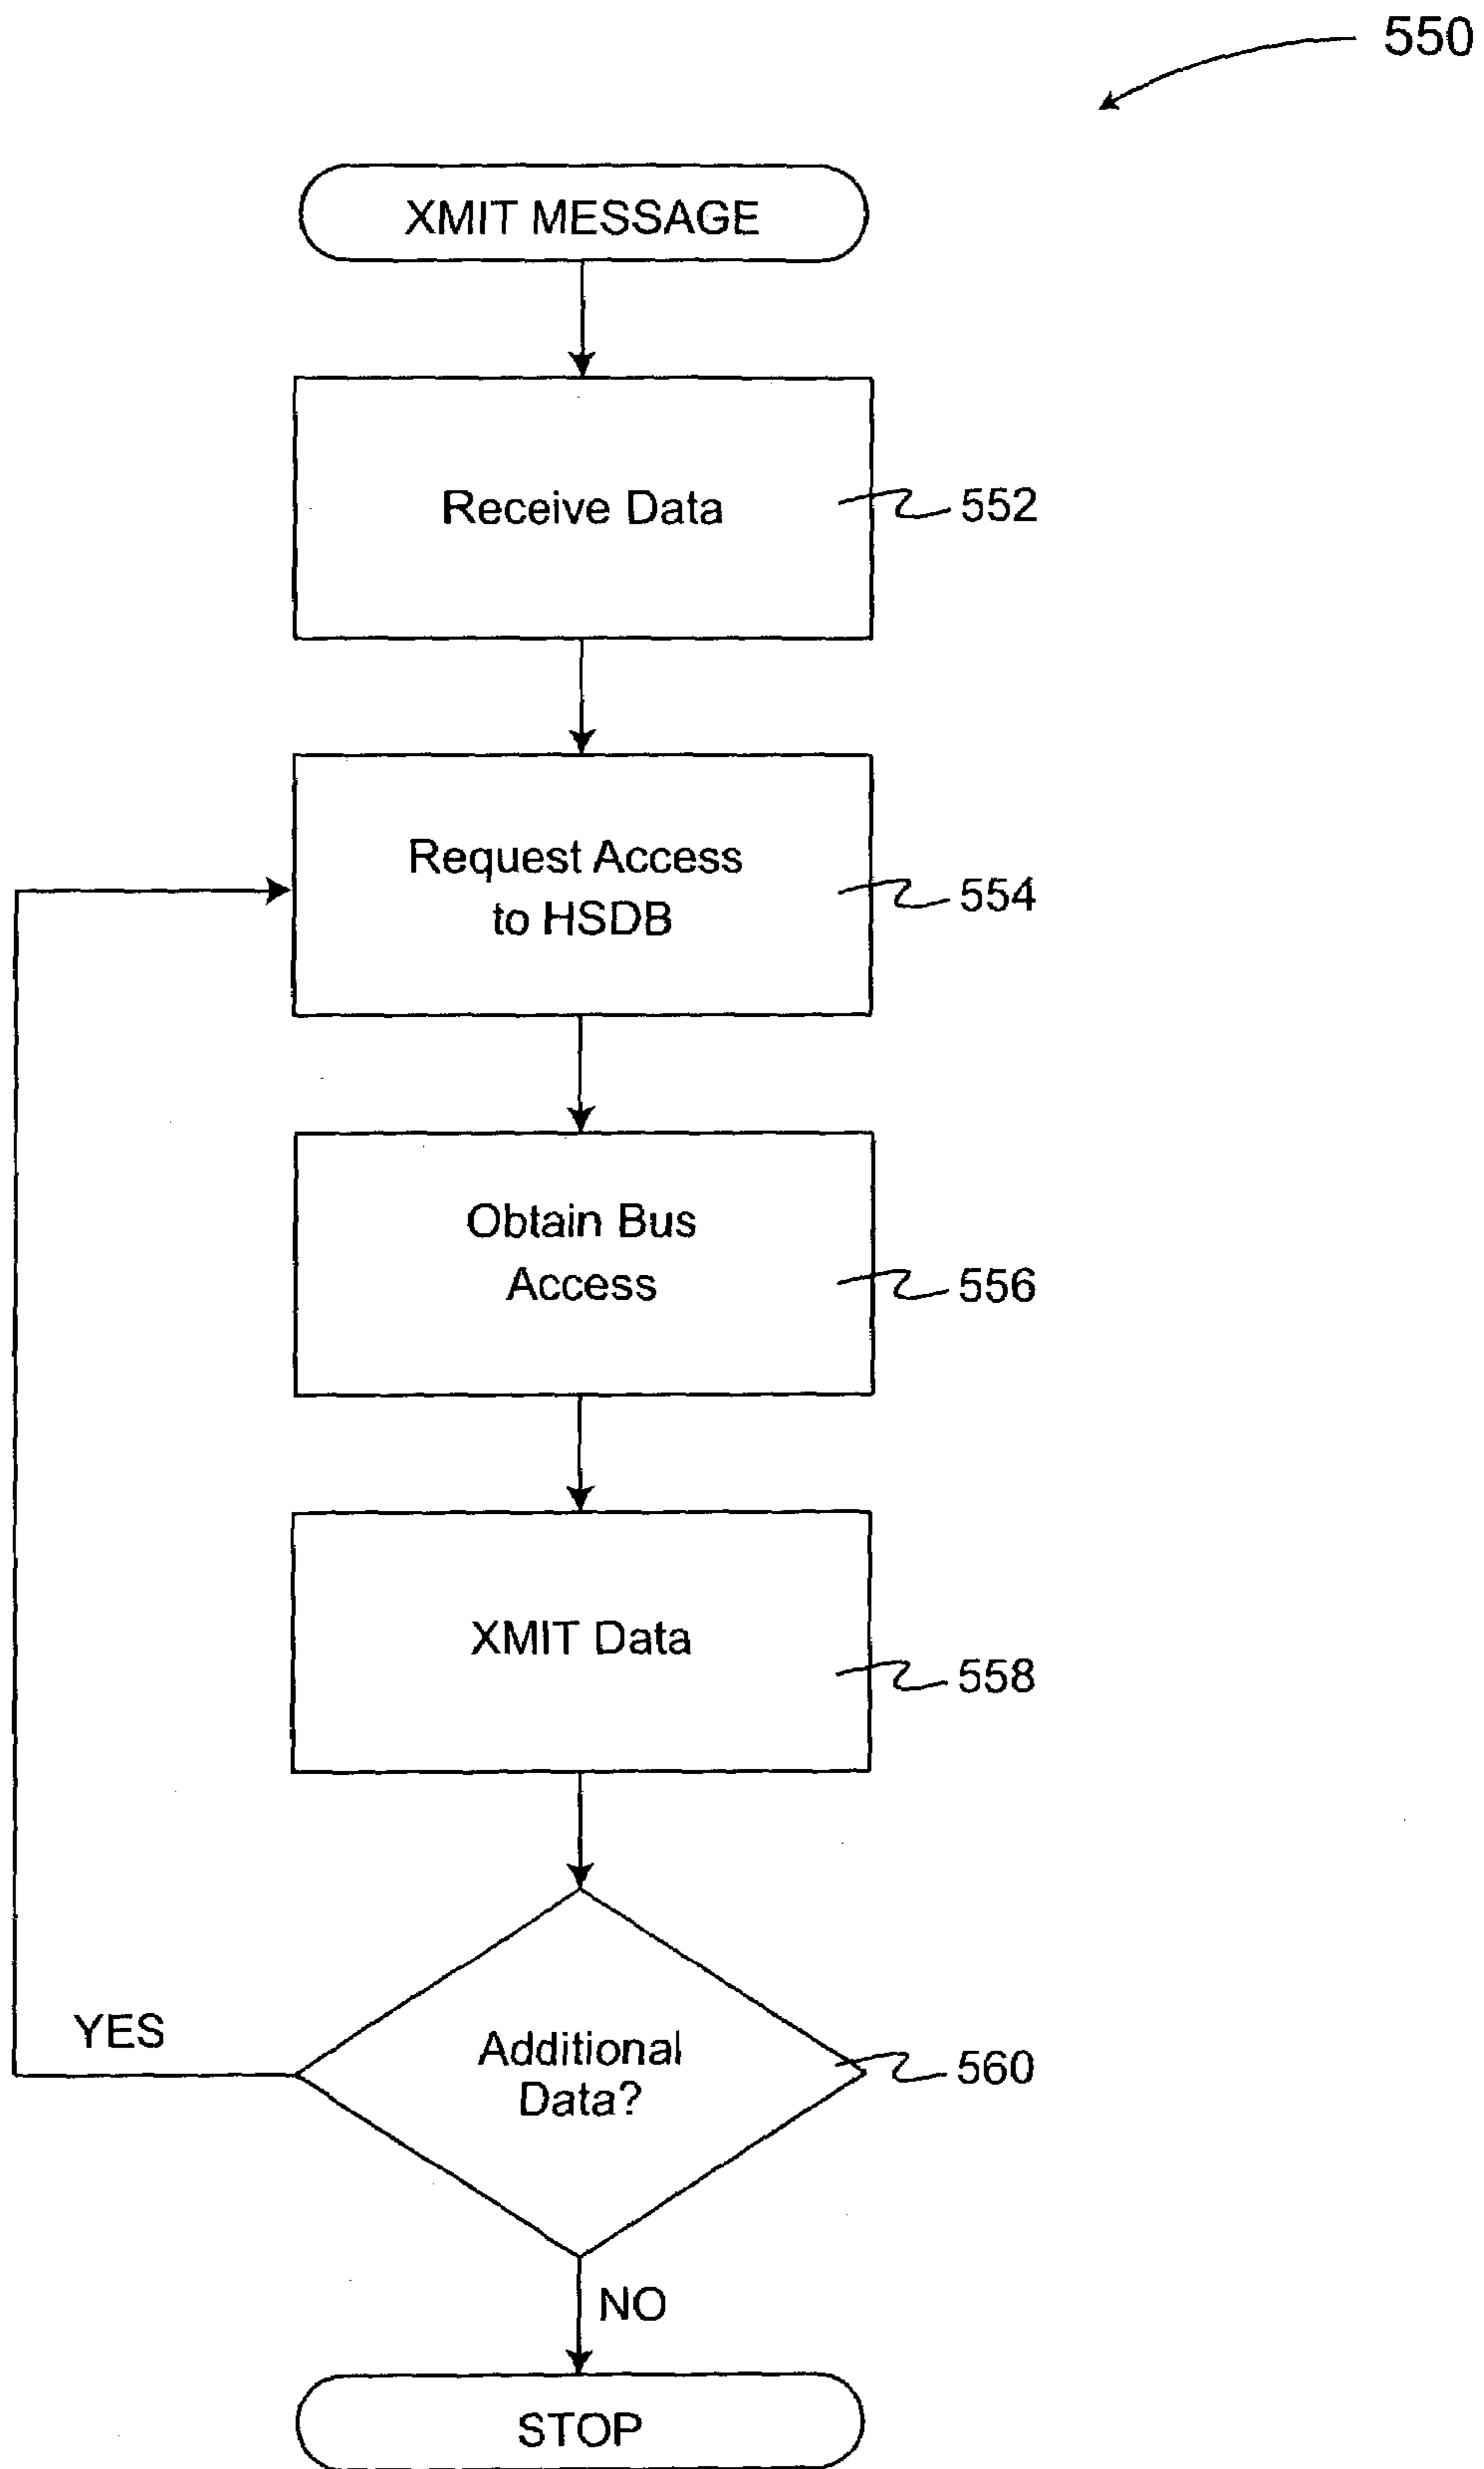 550
XMIT MESSAGE
Receive Data
552
Request Access
to HSDB
554
Obtain Bus
Access
556
XMIT Data
558
YES
Additional
Data?
560
NO
STOP